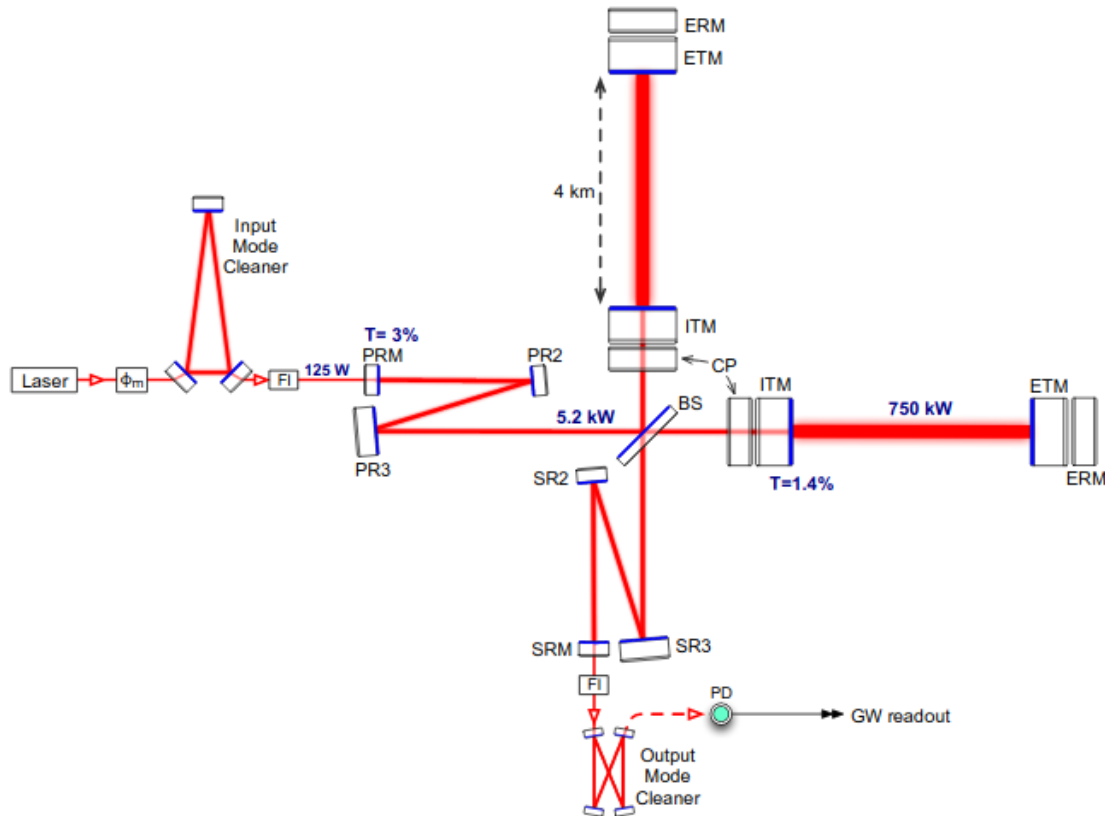 ERM
ETM
4 km
Input
Mode
Cleaner
ITM
T= 3%
PRM
PR2
CP
Laser
ϕm
FI
125 W
ITM
ETM
BS
5.2 kW
750 kW
PR3
SR2
T=1.4%
ERM
SRM
SR3
FI
PD
GW readout
Output
Mode
Cleaner